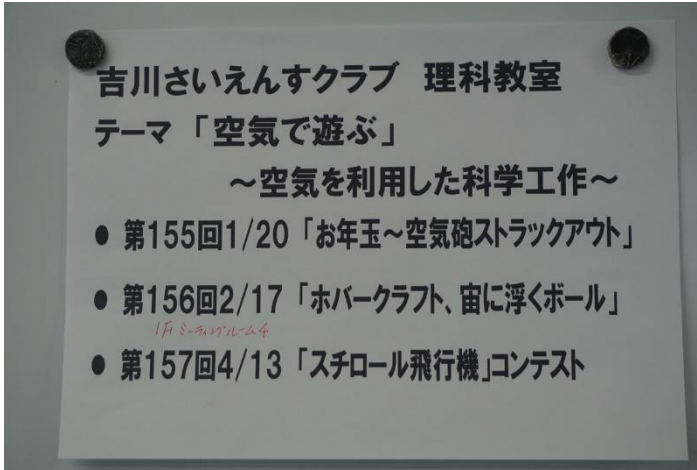 吉川さいえんすクラブ 理科教室
テーマ「空気で遊ぶ」
～空気を利用した科学工作～
● 第155回1/20「お年玉～空気砲ストラックアウト」
● 第156回2/17「ホバークラフト、宙に浮くボール」
1F ミーティングルーム4
● 第157回4/13「スチロール飛行機」コンテスト